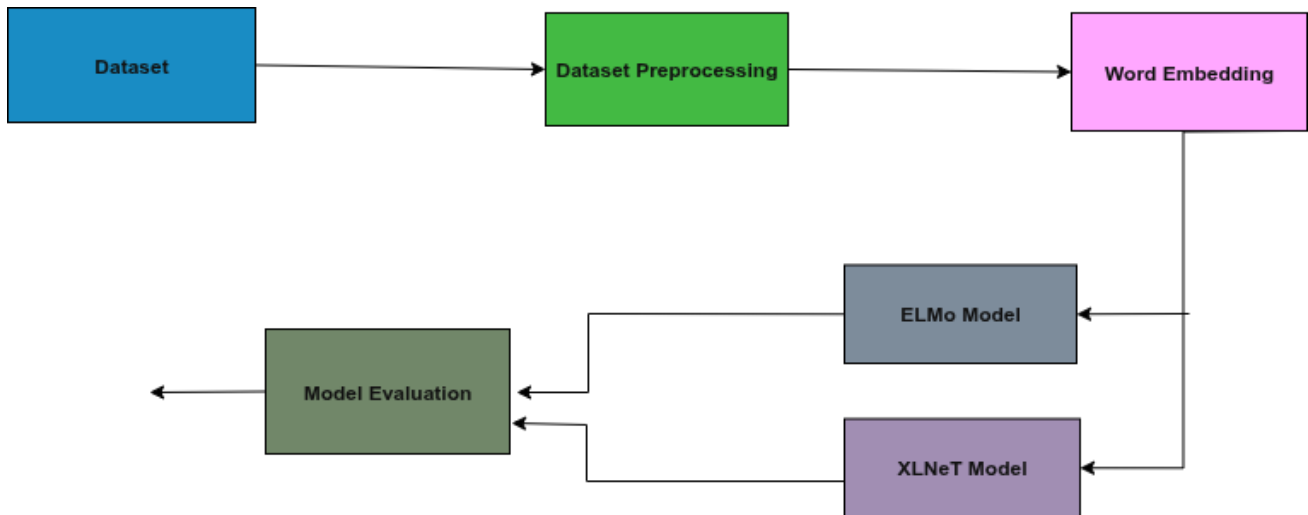 Dataset
Dataset Preprocessing
Word Embedding
ELMo Model
Model Evaluation
XLNeT Model